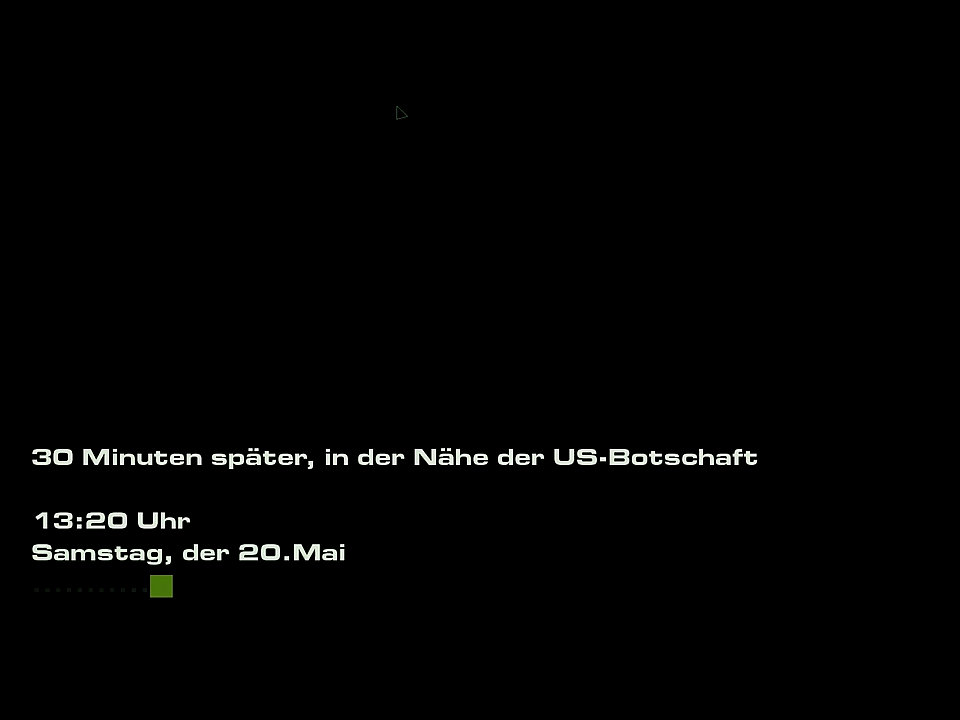 30 Minuten später, in der Nähe der US-Botschaft
13:20 Uhr
Samstag, der 20.Mai
...........